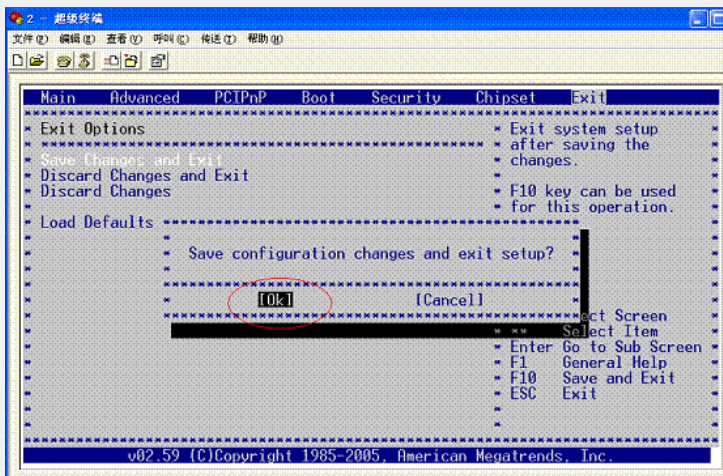 2 - 超级终端
文件(F) 编辑(E) 查看(V) 呼叫(C) 传送(T) 帮助(H)
Main Advanced PCIPnP Boot Security Chipset Exit
Exit Options
Save Changes and Exit
Discard Changes and Exit
Discard Changes
Load Defaults
Exit system setup
after saving the
changes.
F10 key can be used
for this operation.
Save configuration changes and exit setup?
[Ok] [Cancel]
ect Screen
** Select Item
Enter Go to Sub Screen
F1 General Help
F10 Save and Exit
ESC Exit
v02.59 (C)Copyright 1985-2005, American Megatrends, Inc.